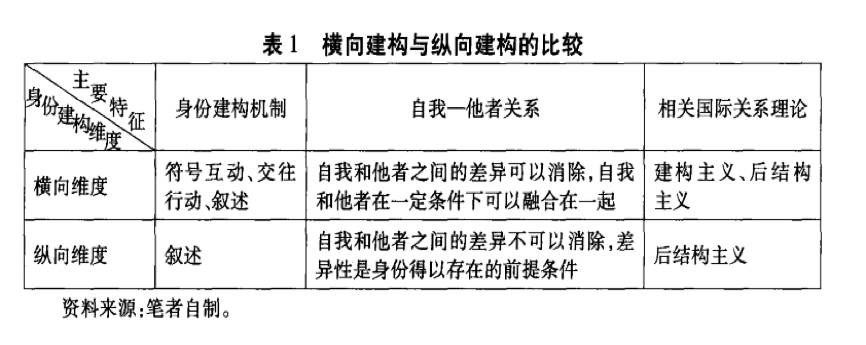 表1 横向建构与纵向建构的比较
主要特征
身份建构维度
身份建构机制
自我—他者关系
相关国际关系理论
横向维度
符号互动、交往
行动、叙述
自我和他者之间的差异可以消除,自我
和他者在一定条件下可以融合在一起
建构主义、后结构
主义
纵向维度
叙述
自我和他者之间的差异不可以消除,差
异性是身份得以存在的前提条件
后结构主义
资料来源:笔者自制。